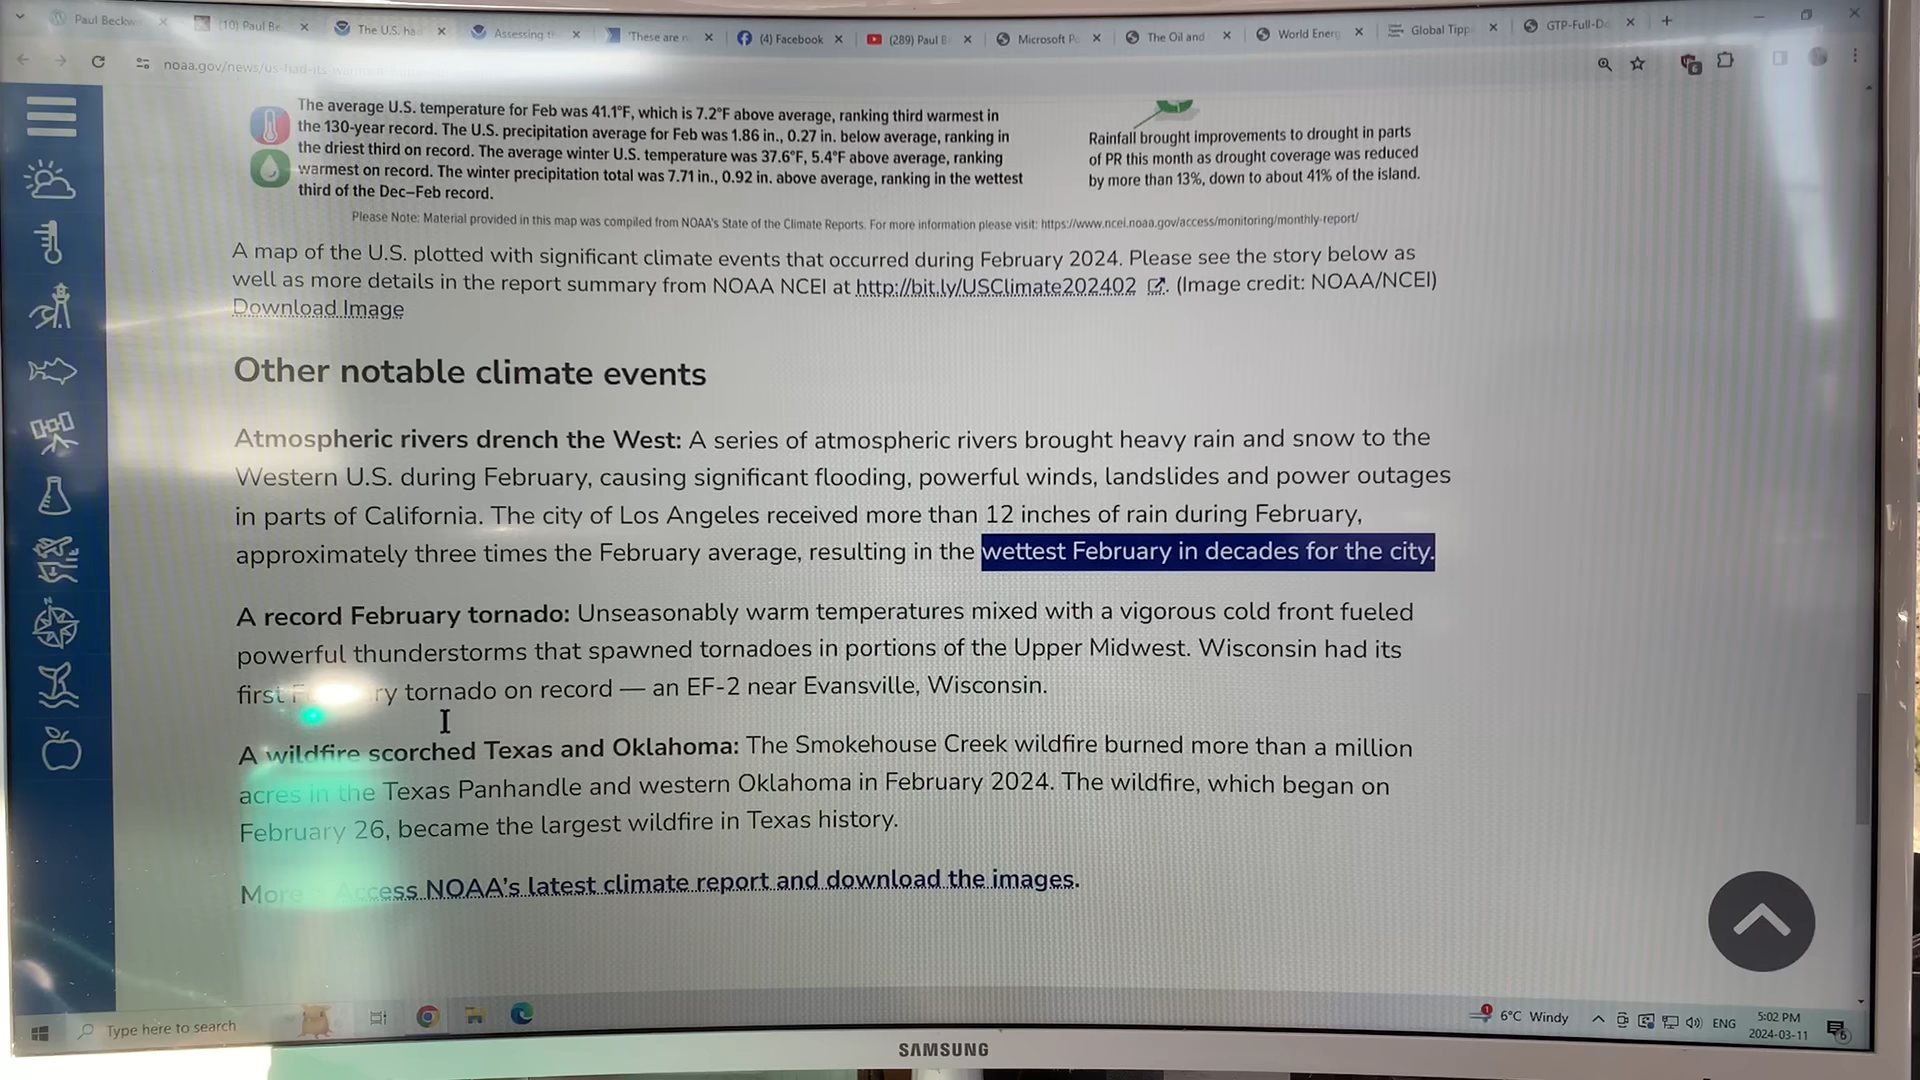 Paul Beckw
(10) Paul Be
The U.S. ha
Assessing t
'These are n
(4) Facebook
(289) Paul B
Microsoft Po
The Oil and
World Energ
Global Tipp
GTP-Full-Do
noaa.gov/news/us-had-its-
The average U.S. temperature for Feb was 41.1°F, which is 7.2°F above average, ranking third warmest in
the 130-year record. The U.S. precipitation average for Feb was 1.86 in., 0.27 in. below average, ranking in
the driest third on record. The average winter U.S. temperature was 37.6°F, 5.4°F above average, ranking
warmest on record. The winter precipitation total was 7.71 in., 0.92 in. above average, ranking in the wettest
third of the Dec–Feb record.
Rainfall brought improvements to drought in parts
of PR this month as drought coverage was reduced
by more than 13%, down to about 41% of the island.
Please Note: Material provided in this map was compiled from NOAA's State of the Climate Reports. For more information please visit: https://www.ncei.noaa.gov/access/monitoring/monthly-report/
A map of the U.S. plotted with significant climate events that occurred during February 2024. Please see the story below as
well as more details in the report summary from NOAA NCEI at http://bit.ly/USClimate202402 . (Image credit: NOAA/NCEI)
Download Image
Other notable climate events
Atmospheric rivers drench the West: A series of atmospheric rivers brought heavy rain and snow to the
Western U.S. during February, causing significant flooding, powerful winds, landslides and power outages
in parts of California. The city of Los Angeles received more than 12 inches of rain during February,
approximately three times the February average, resulting in the wettest February in decades for the city.
A record February tornado: Unseasonably warm temperatures mixed with a vigorous cold front fueled
powerful thunderstorms that spawned tornadoes in portions of the Upper Midwest. Wisconsin had its
first F ry tornado on record — an EF-2 near Evansville, Wisconsin.
A wildfire scorched Texas and Oklahoma: The Smokehouse Creek wildfire burned more than a million
acres in the Texas Panhandle and western Oklahoma in February 2024. The wildfire, which began on
February 26, became the largest wildfire in Texas history.
More Access NOAA's latest climate report and download the images.
Type here to search
6°C Windy
ENG
5:02 PM
2024-03-11
SAMSUNG